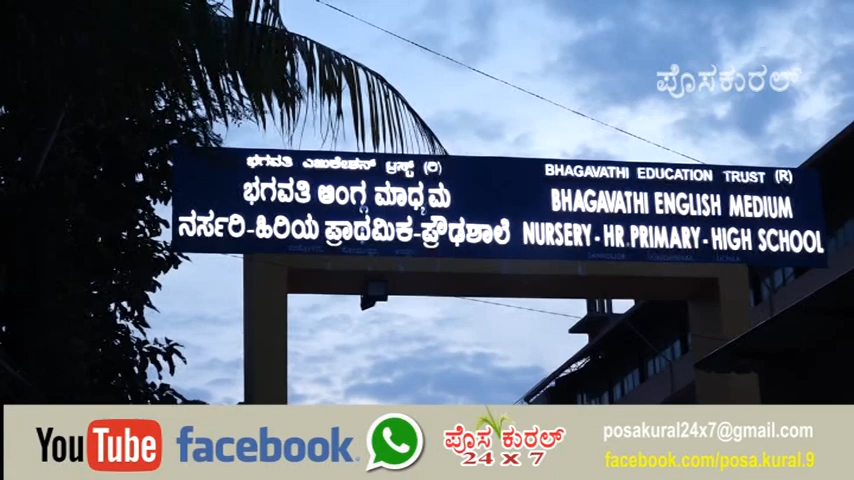 ಪೊಸಕುರಲ್
ಭಗವತಿ ಎಜುಕೇಶನ್ ಟ್ರಸ್ಟ್ (ರಿ)
ಭಗವತಿ ಆಂಗ್ಲ ಮಾಧ್ಯಮ
ನರ್ಸರಿ-ಹಿರಿಯ ಪ್ರಾಥಮಿಕ-ಪ್ರೌಢಶಾಲೆ
BHAGAVATHI EDUCATION TRUST (R)
BHAGAVATHI ENGLISH MEDIUM
NURSERY-HR.PRIMARY-HIGH SCHOOL
YouTube
facebook
ಪೊಸ ಕುರಲ್
24 x 7
posakural24x7@gmail.com
facebook.com/posa.kural.9